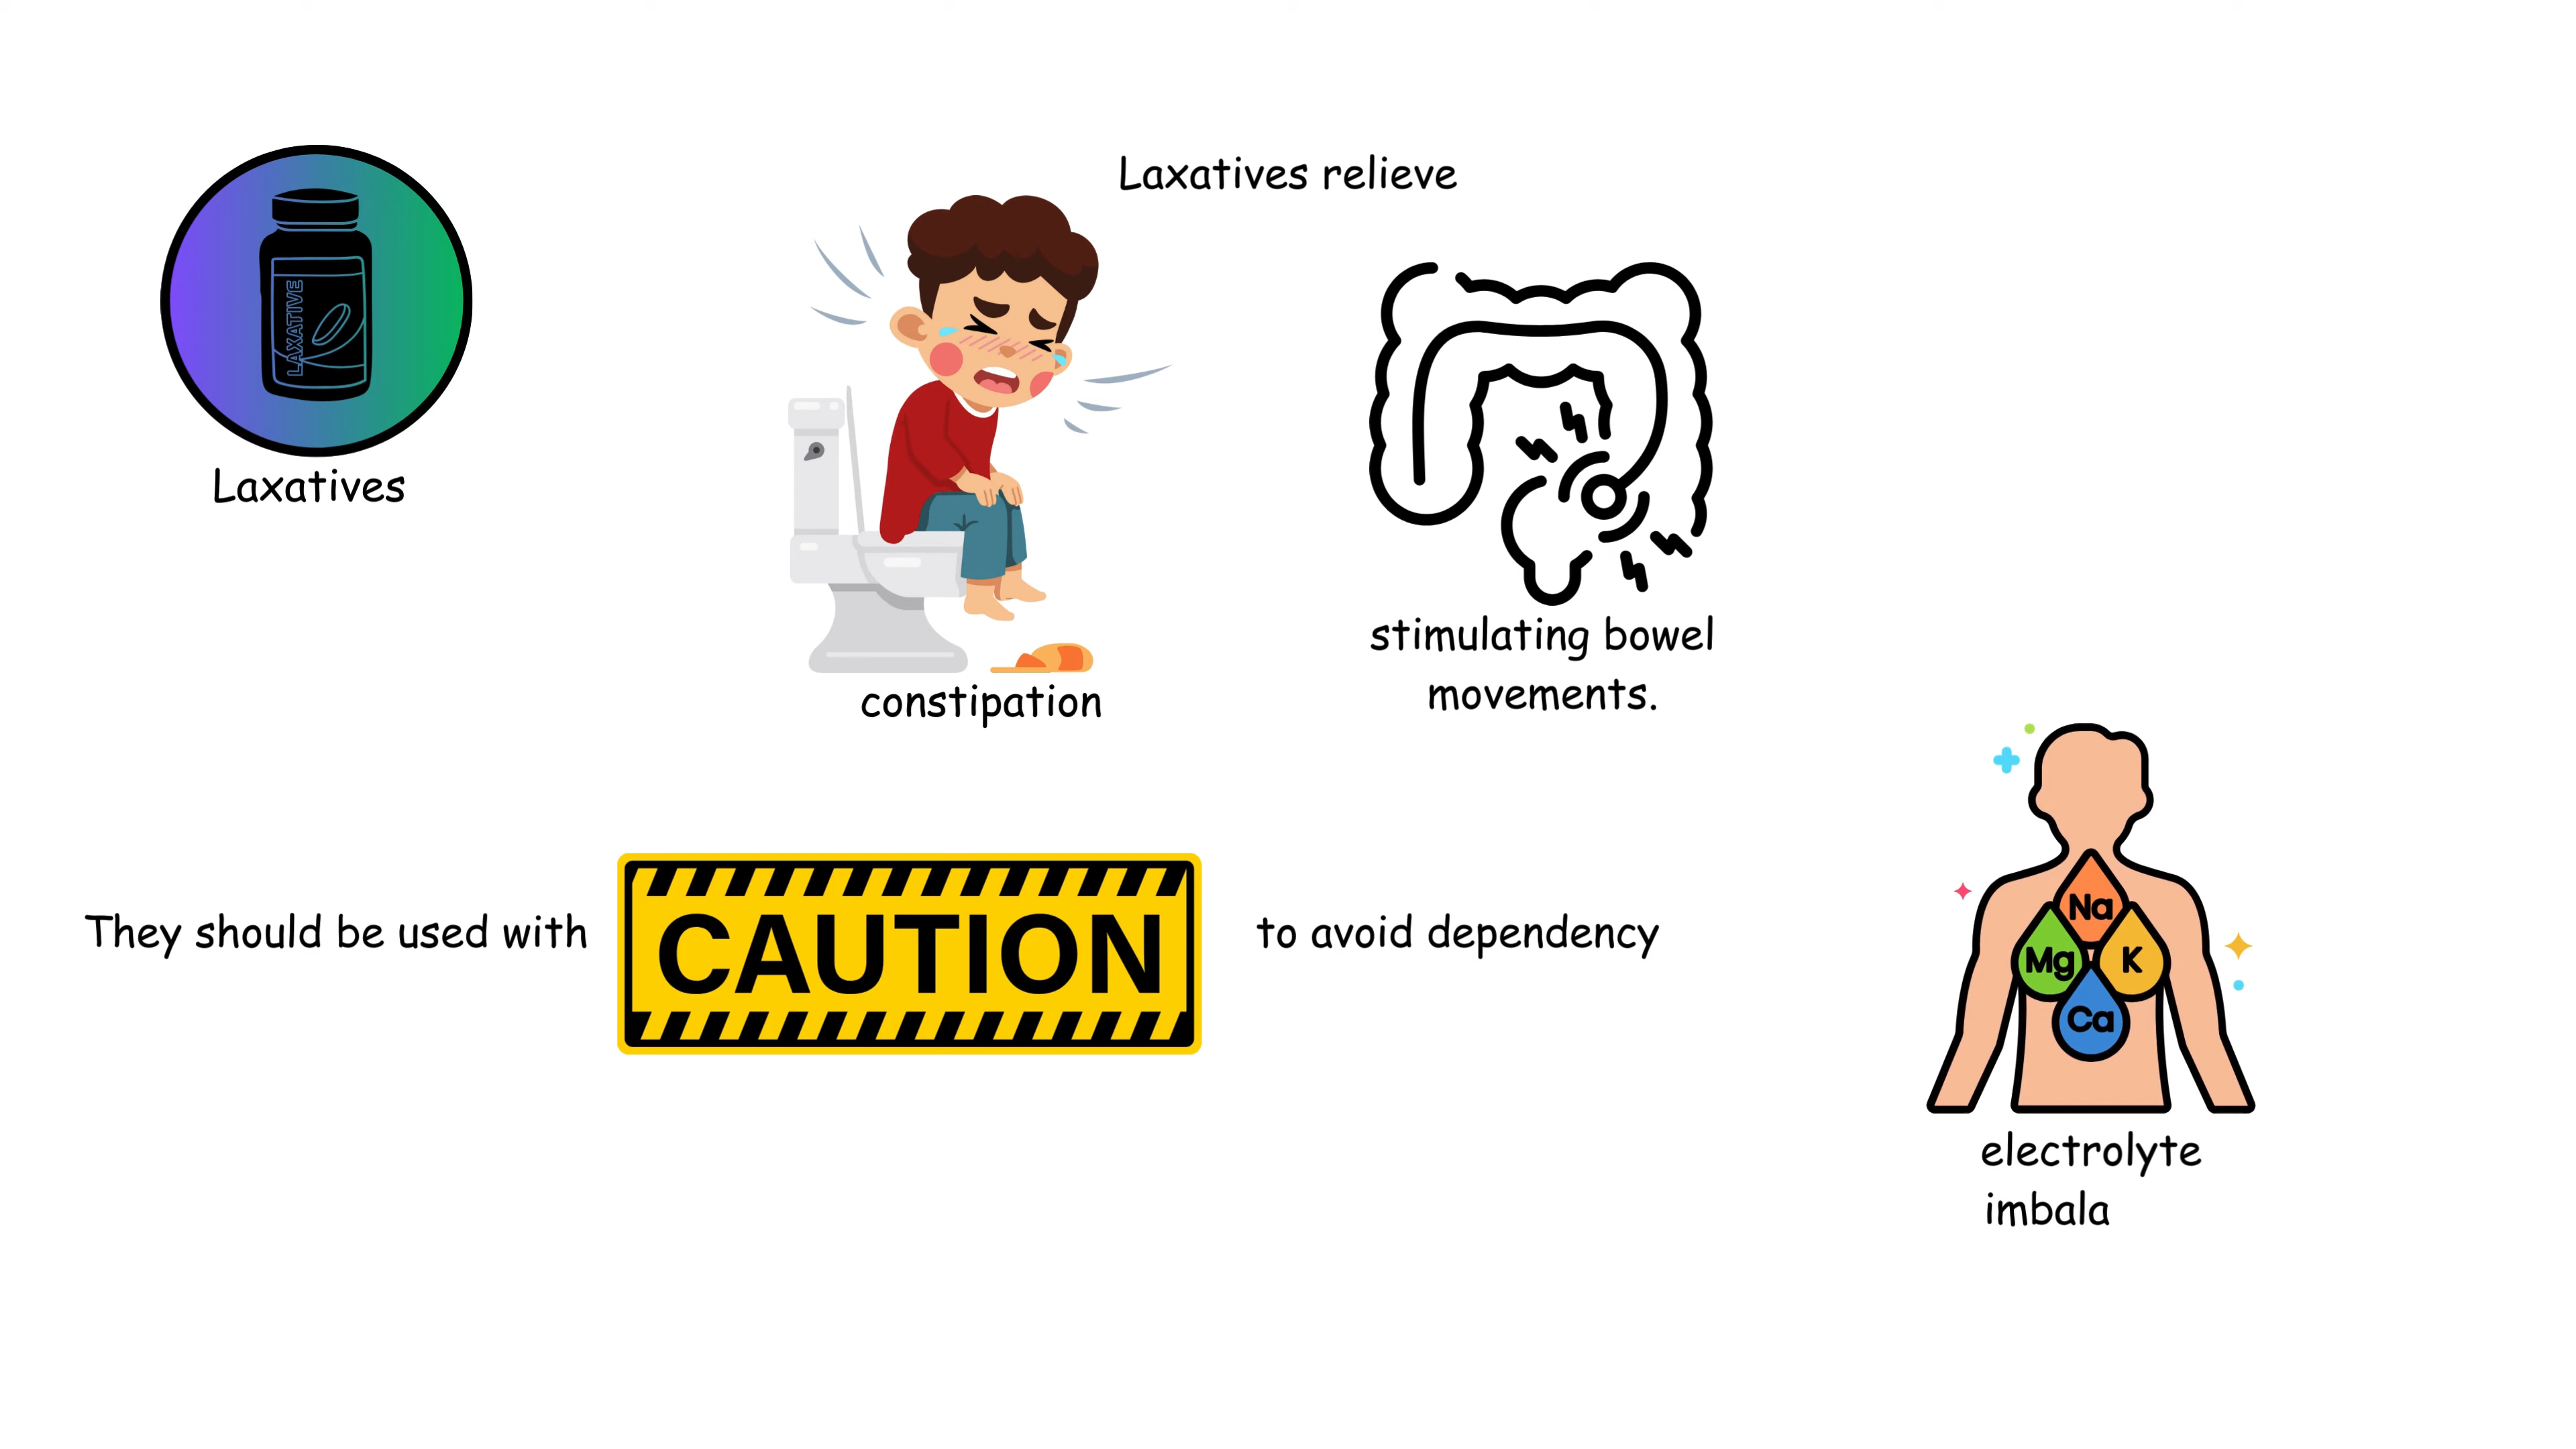 Laxatives relieve
LAXATIVE
Laxatives
constipation
stimulating bowel
movements.
They should be used with
CAUTION
to avoid dependency
Na
Mg
K
Ca
electrolyte
imbala